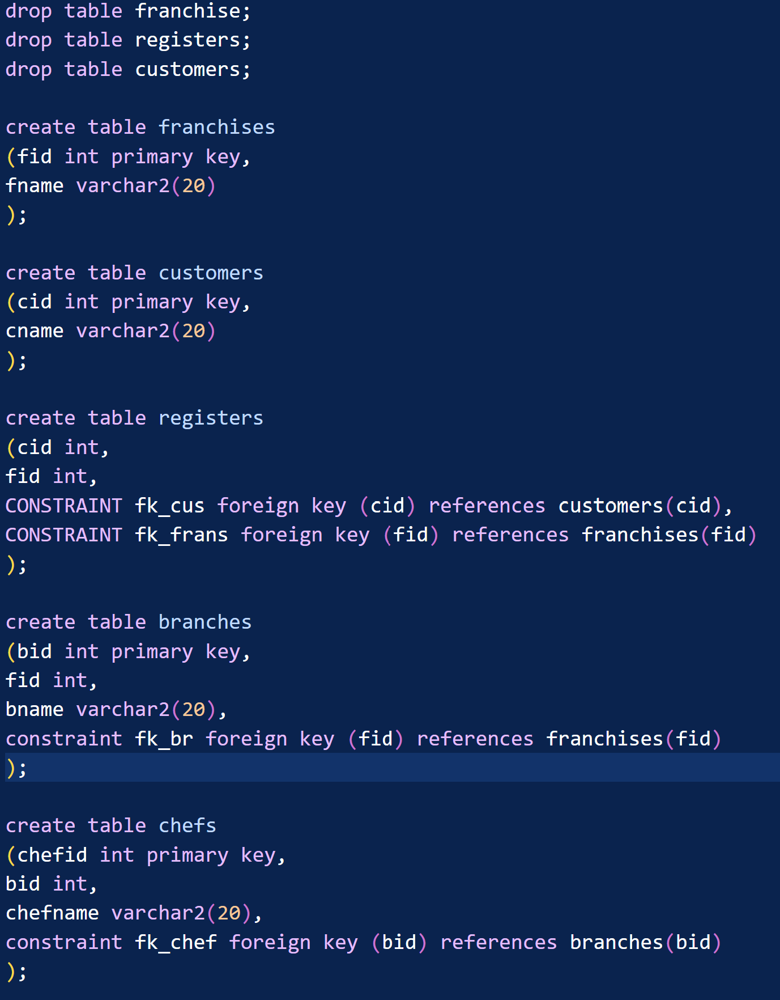 drop table franchise;
drop table registers;
drop table customers;
create table franchises
(fid int primary key,
fname varchar2(20)
);
create table customers
(cid int primary key,
cname varchar2(20)
);
create table registers
(cid int,
fid int,
CONSTRAINT fk_cus foreign key (cid) references customers(cid),
CONSTRAINT fk_frans foreign key (fid) references franchises(fid)
);
create table branches
(bid int primary key,
fid int,
bname varchar2(20),
constraint fk_br foreign key (fid) references franchises(fid)
);
create table chefs
(chefid int primary key,
bid int,
chefname varchar2(20),
constraint fk_chef foreign key (bid) references branches(bid)
);